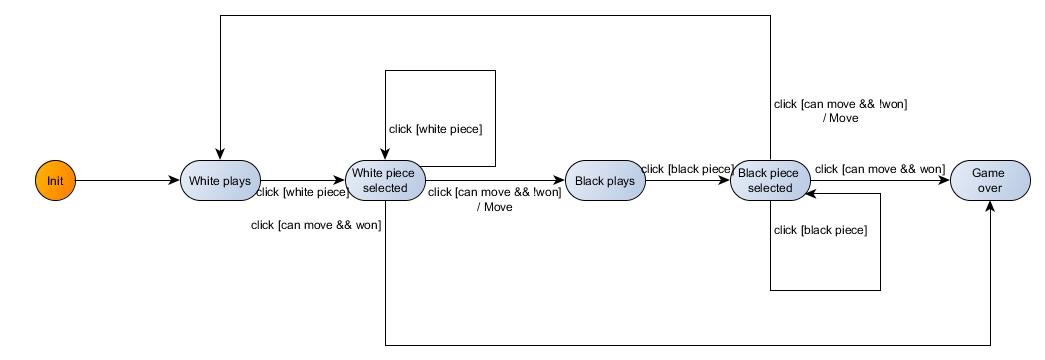 click [can move && !won]
/ Move
click [white piece]
Init
White plays
click [white piece]
White piece
selected
click [can move && !won]
/ Move
Black plays
click [black piece]
Black piece
selected
click [can move && won]
Game
over
click [can move && won]
click [black piece]